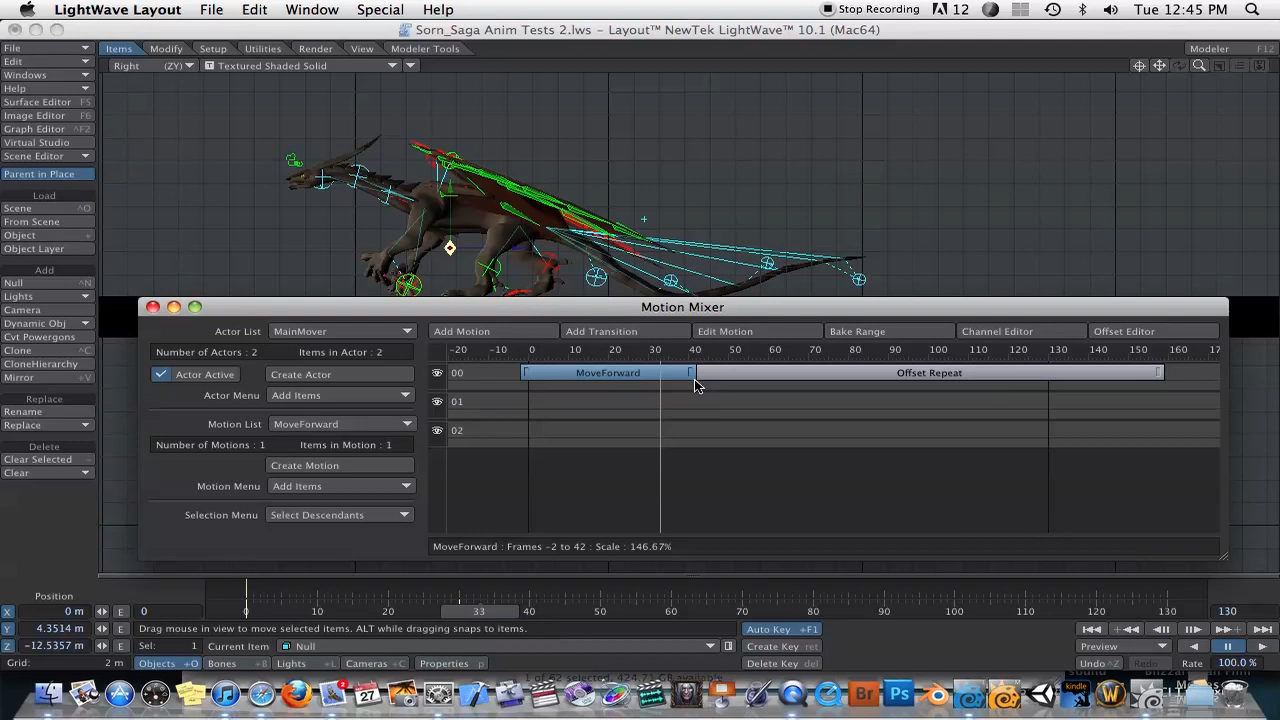 LightWave Layout File Edit Window Special Help Stop Recording 12 Tue 12:45 PM
Sorn_Saga Anim Tests 2.lws – Layout™ NewTek LightWave™ 10.1 (Mac64)
File Items Modify Setup Utilities Render View Modeler Tools Modeler F12
Edit
Right (ZY) T Textured Shaded Solid
Windows
Help
Surface Editor F5
Image Editor F6
Graph Editor ^F2
Virtual Studio
Scene Editor
Parent in Place
Load
Scene ^O
From Scene
Object +
Object Layer
Add
Null ^N
Lights
Camera
Dynamic Obj
Cvt Powergons
Clone ^C
CloneHierarchy
Mirror ^V
Replace
Rename
Replace
Delete
Clear Selected -
Clear
Motion Mixer
Actor List MainMover Add Motion Add Transition Edit Motion Bake Range Channel Editor Offset Editor
Number of Actors : 2 Items in Actor : 2 -20 -10 0 10 20 30 40 50 60 70 80 90 100 110 120 130 140 150 160 17
Actor Active Create Actor 00 MoveForward Offset Repeat
Actor Menu Add Items 01
Motion List MoveForward 02
Number of Motions : 1 Items in Motion : 1
Create Motion
Motion Menu Add Items
Selection Menu Select Descendants
MoveForward : Frames -2 to 42 : Scale : 146.67%
Position
X 0 m E 0 0 10 20 33 40 50 60 70 80 90 100 110 120 130 130
Y 4.3514 m E Drag mouse in view to move selected items. ALT while dragging snaps to items. Auto Key +F1
Z -12.5357 m E Sel: 1 Current Item Null Create Key ret Preview
Grid: 2 m Objects +O Bones +B Lights +L Cameras +C Properties p Delete Key del Undo ^Z Redo Rate 100.0 %